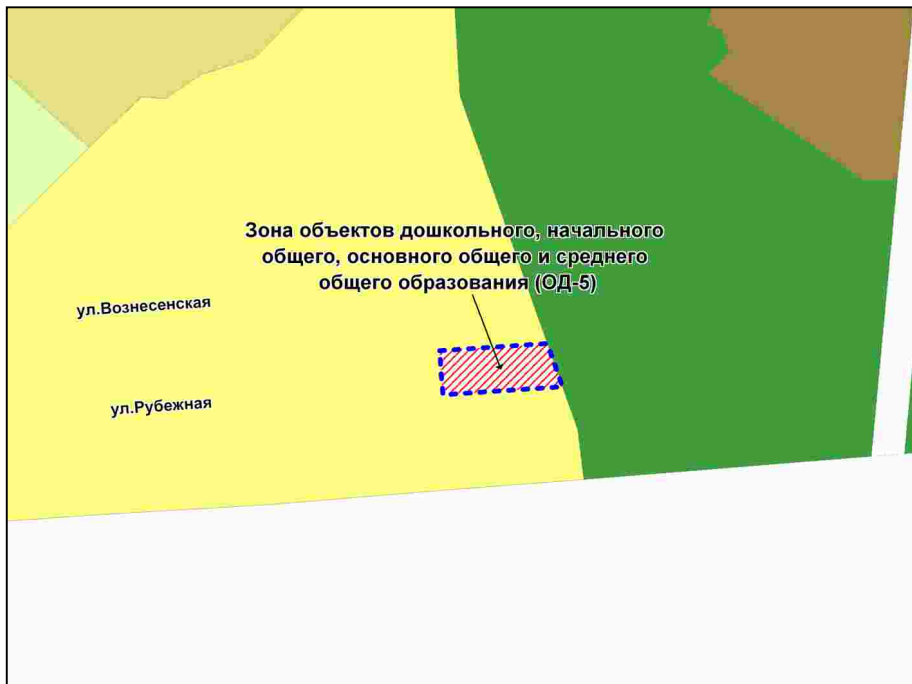 Зона объектов дошкольного, начального
общего, основного общего и среднего
общего образования (ОД-5)
ул.Вознесенская
ул.Рубежная